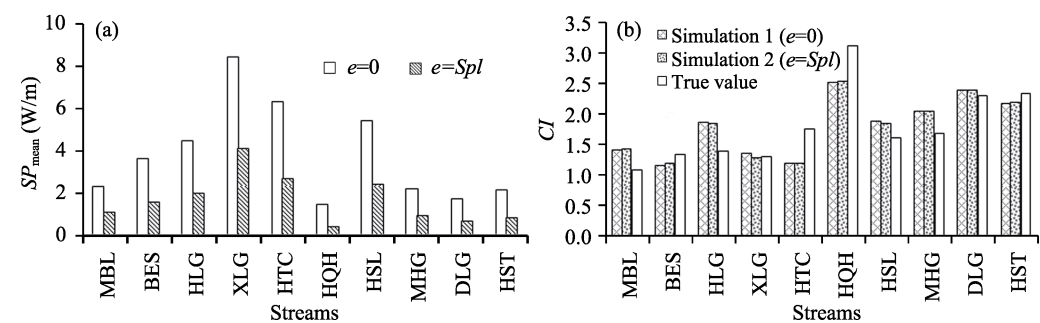 (a)
10
8
6
4
2
0
SPmean (W/m)
e=0
e=Spl
MBL
BES
HLG
XLG
HTC
HQH
HSL
MHG
DLG
HST
Streams
(b)
3.5
3.0
2.5
2.0
1.5
1.0
0.5
0.0
CI
Simulation 1 (e=0)
Simulation 2 (e=Spl)
True value
MBL
BES
HLG
XLG
HTC
HQH
HSL
MHG
DLG
HST
Streams